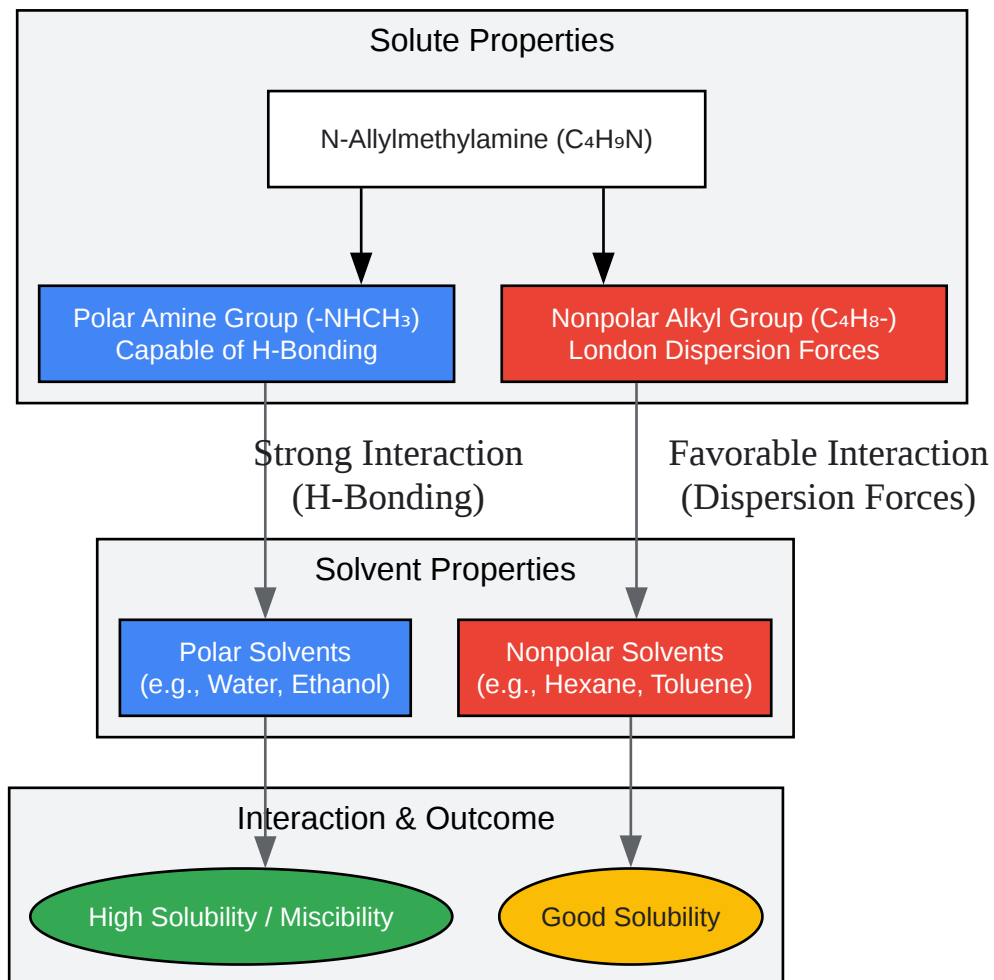 Solute Properties
N-Allylmethylamine (C₄H₉N)
Polar Amine Group (-NHCH₃)
Capable of H-Bonding
Nonpolar Alkyl Group (C₄H₈-)
London Dispersion Forces
Strong Interaction
(H-Bonding)
Favorable Interaction
(Dispersion Forces)
Solvent Properties
Polar Solvents
(e.g., Water, Ethanol)
Nonpolar Solvents
(e.g., Hexane, Toluene)
Interaction & Outcome
High Solubility / Miscibility
Good Solubility